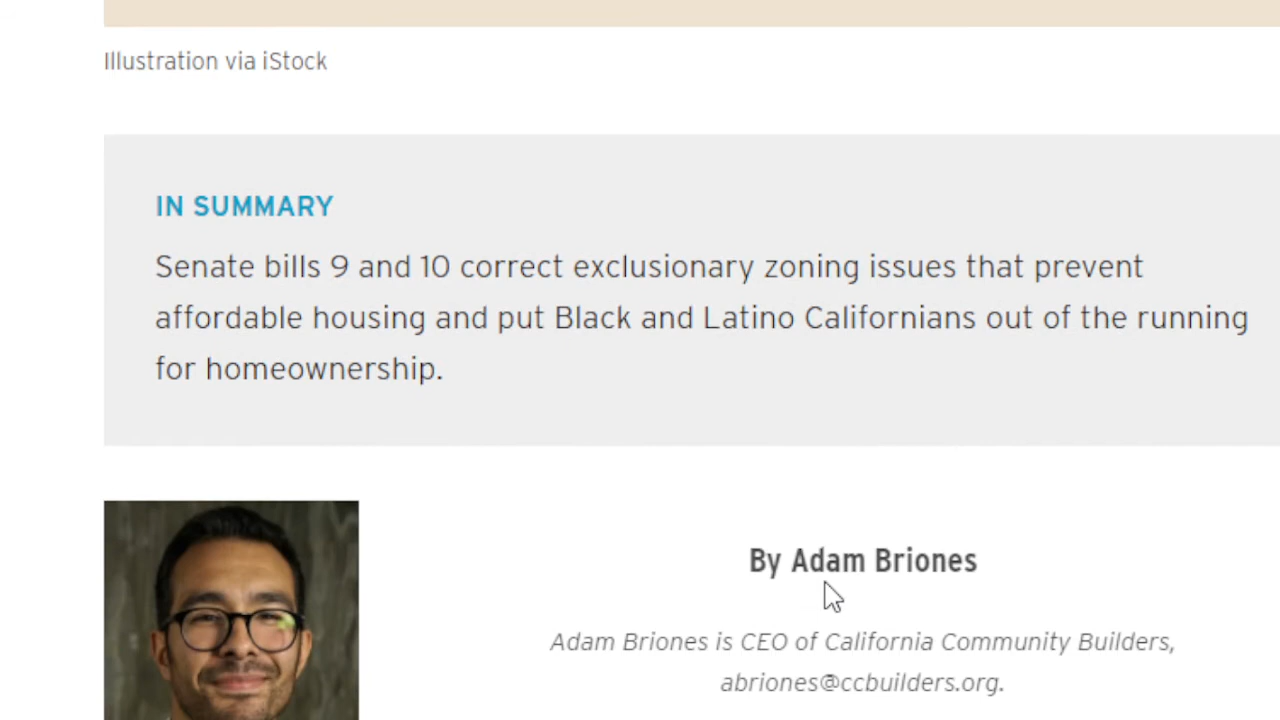 Illustration via iStock
IN SUMMARY
Senate bills 9 and 10 correct exclusionary zoning issues that prevent
affordable housing and put Black and Latino Californians out of the running
for homeownership.
By Adam Briones
Adam Briones is CEO of California Community Builders,
abriones@ccbuilders.org.